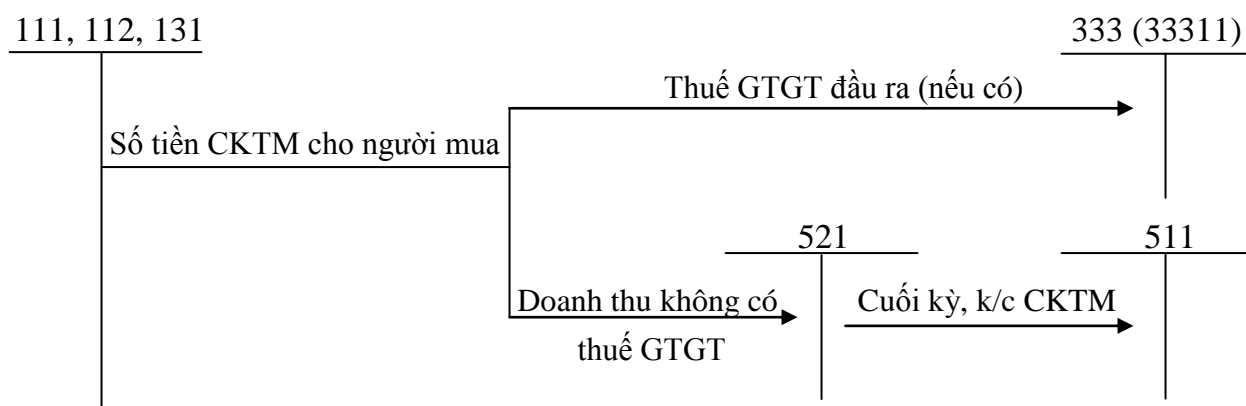 111, 112, 131
333 (33311)
Thuế GTGT đầu ra (nếu có)
Số tiền CKTM cho người mua
521
511
Doanh thu không có
thuế GTGT
Cuối kỳ, k/c CKTM